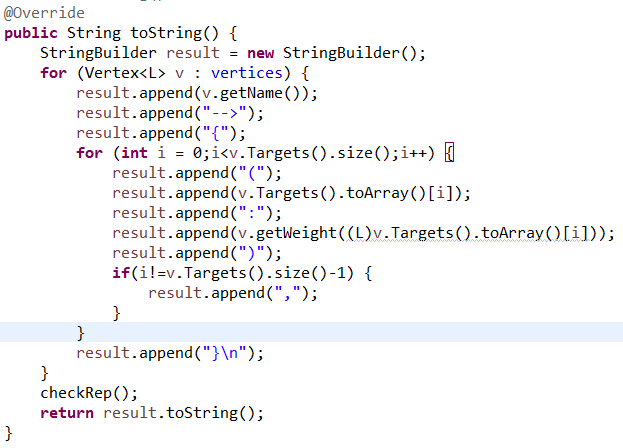 @Override
public String toString() {
    StringBuilder result = new StringBuilder();
    for (Vertex<L> v : vertices) {
        result.append(v.getName());
        result.append("-->");
        result.append("{");
        for (int i = 0;i<v.Targets().size();i++) {
            result.append("(");
            result.append(v.Targets().toArray()[i]);
            result.append(":");
            result.append(v.getWeight((L)v.Targets().toArray()[i]));
            result.append(")");
            if(i!=v.Targets().size()-1) {
                result.append(",");
            }
        }
        result.append("}\n");
    }
    checkRep();
    return result.toString();
}